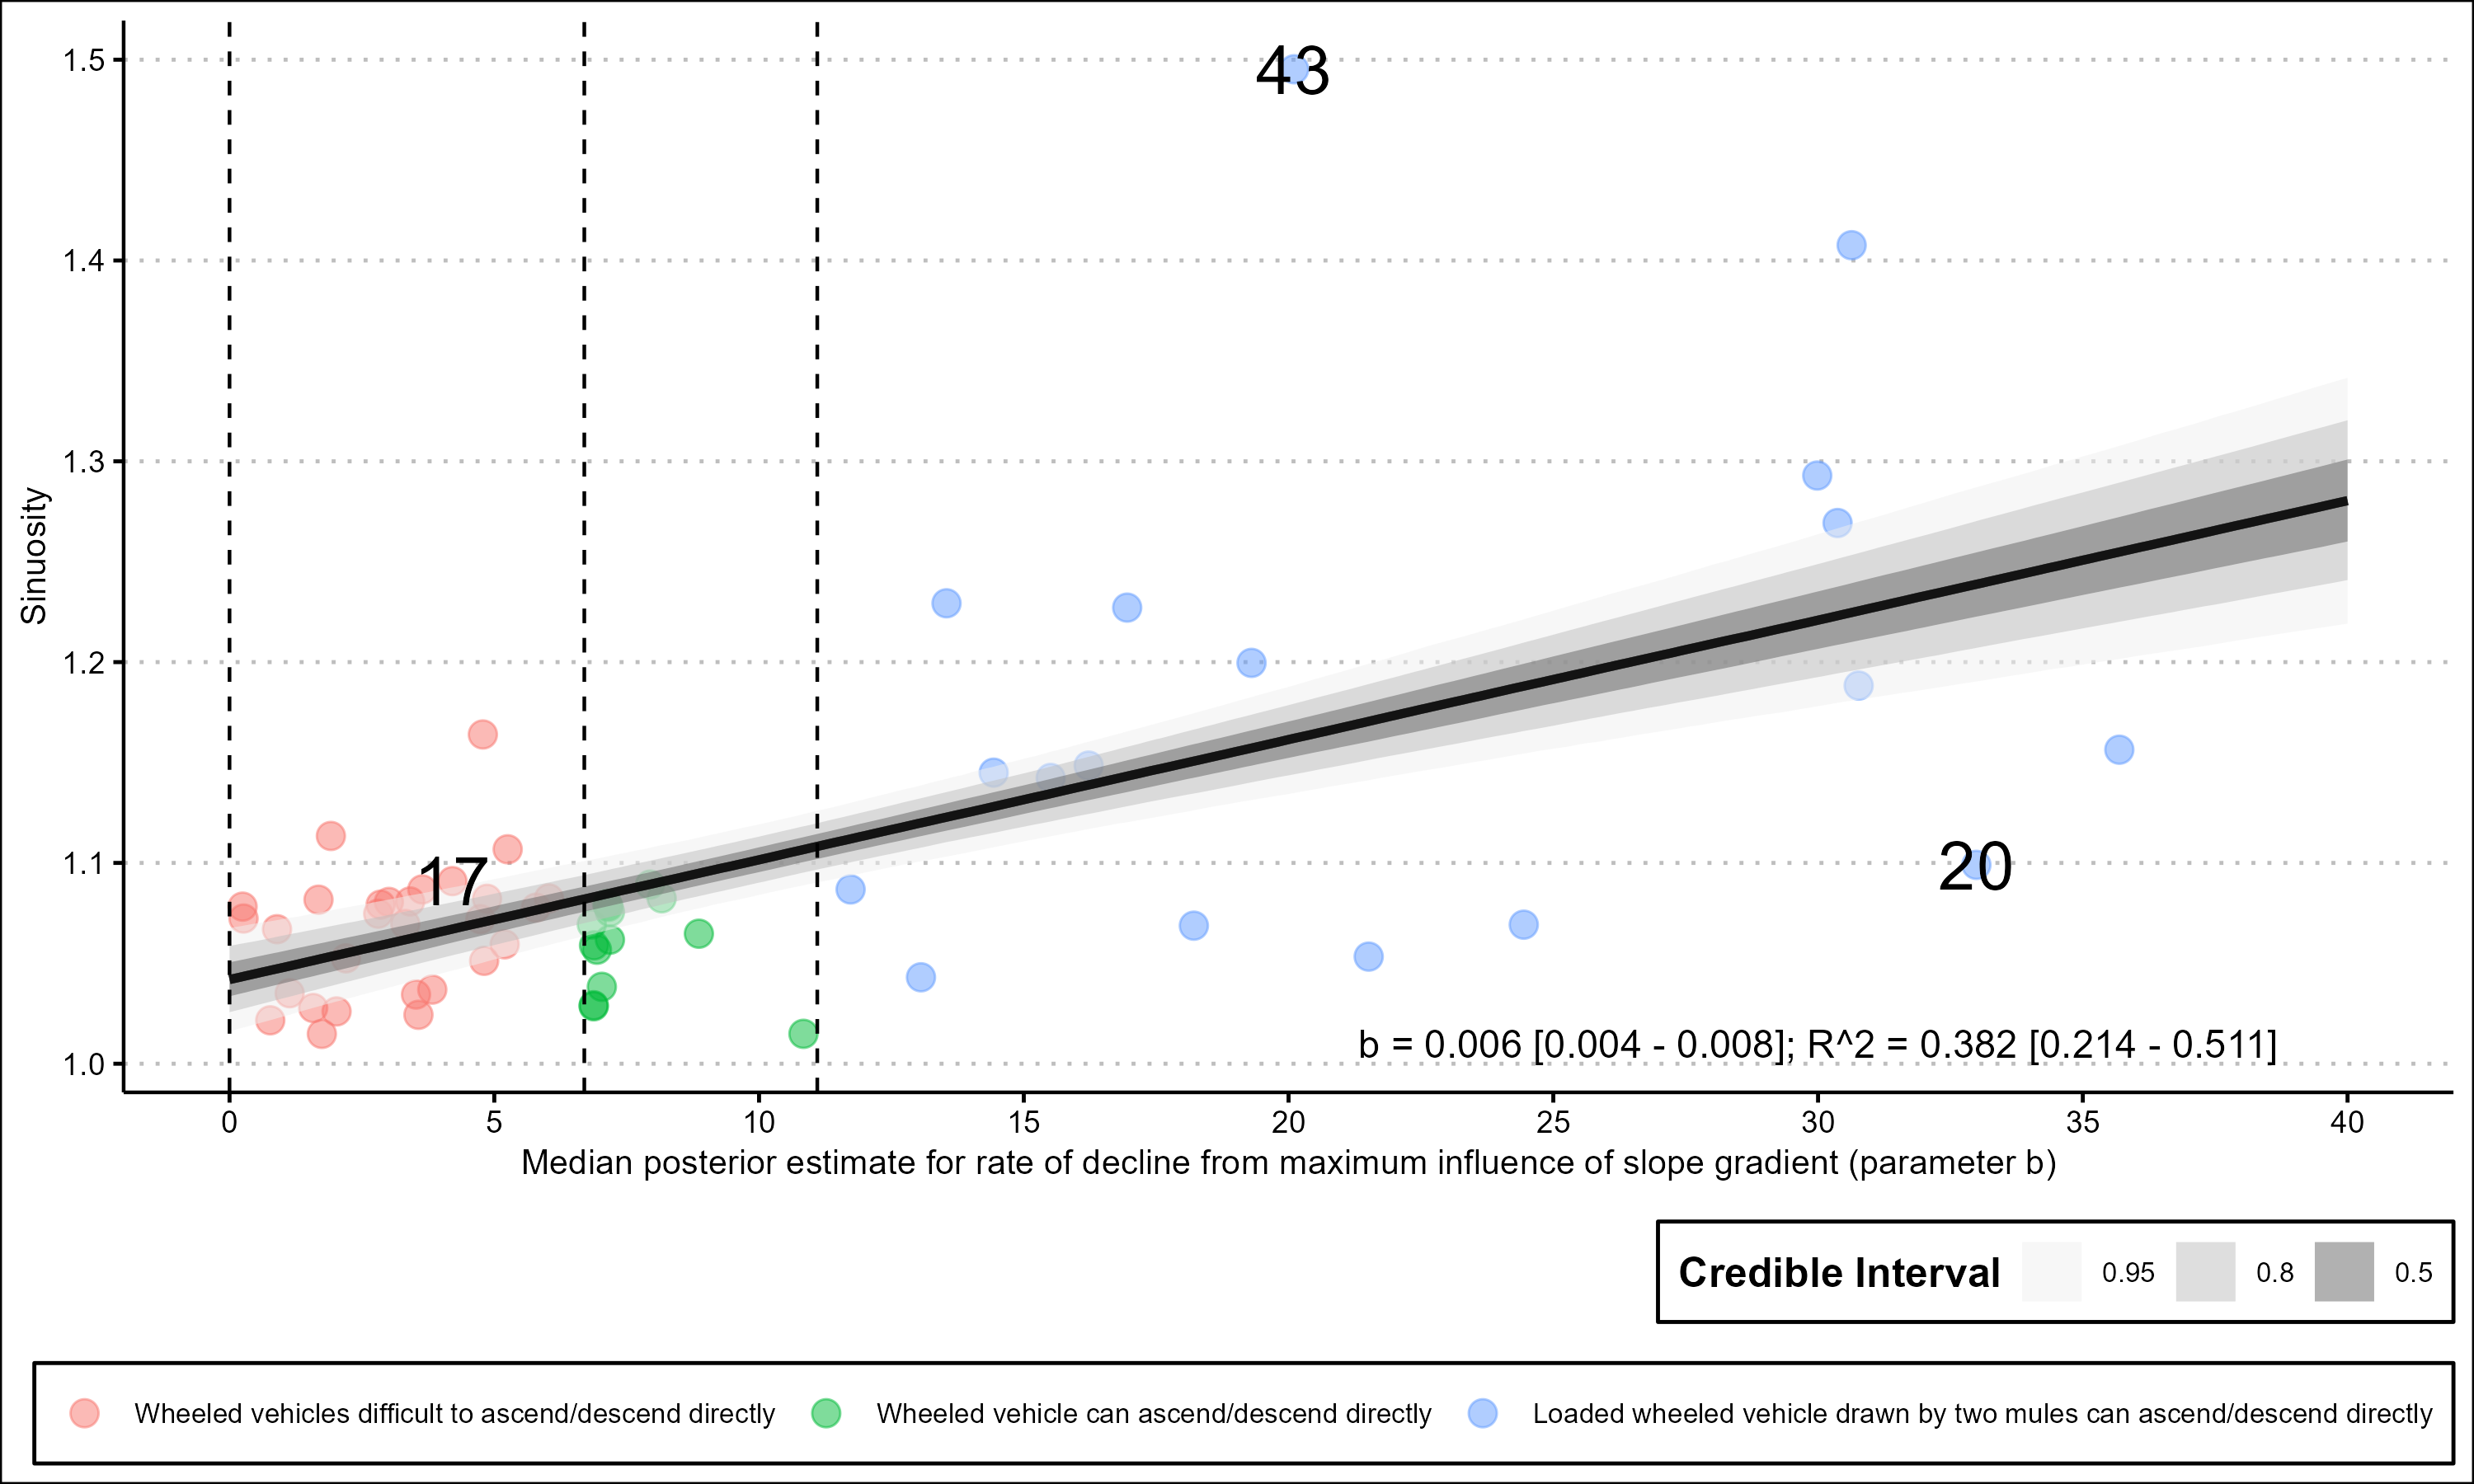 43
1.5
1.4
1.3
1.2
1.1
1.0
Sinuosity
17
20
b = 0.006 [0.004 - 0.008]; R^2 = 0.382 [0.214 - 0.511]
0 5 10 15 20 25 30 35 40
Median posterior estimate for rate of decline from maximum influence of slope gradient (parameter b)
Credible Interval 0.95 0.8 0.5
Wheeled vehicles difficult to ascend/descend directly Wheeled vehicle can ascend/descend directly Loaded wheeled vehicle drawn by two mules can ascend/descend directly